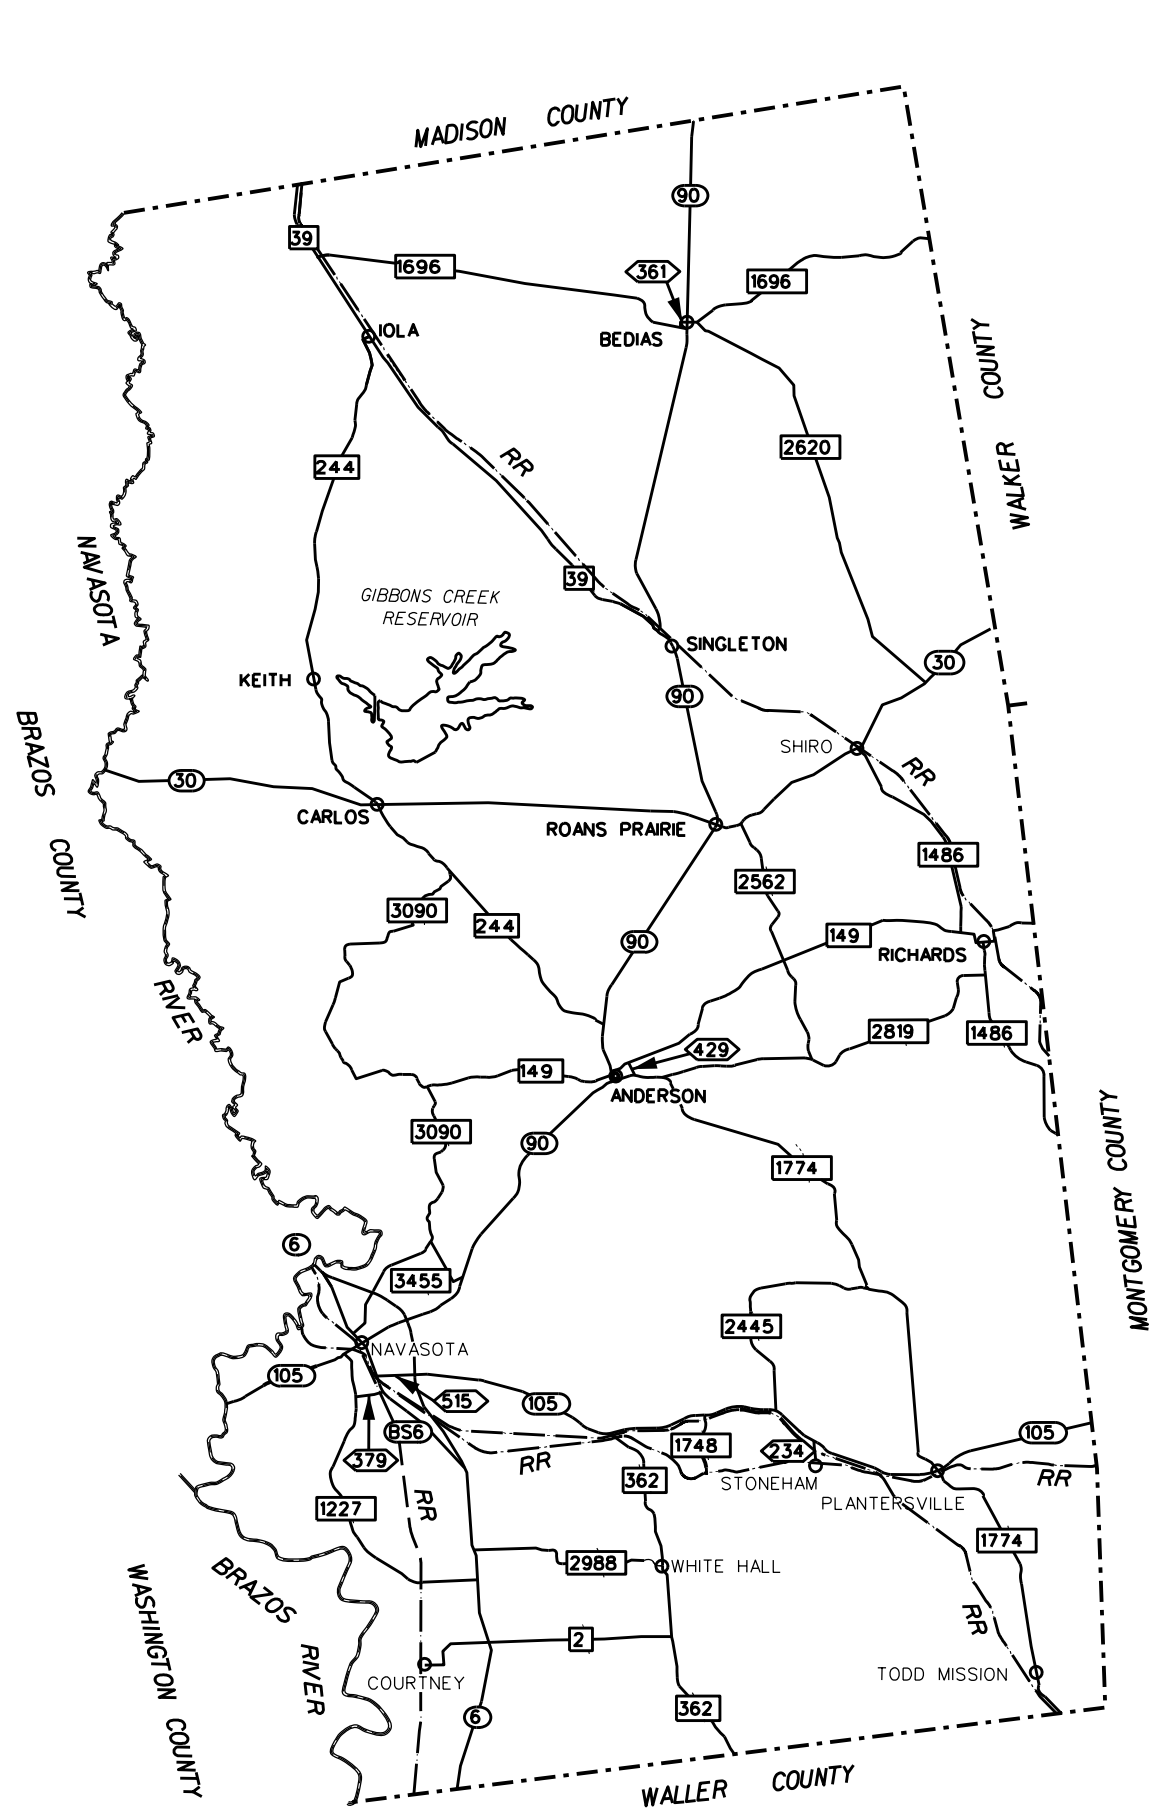 MADISON COUNTY
90
39
1696
361
1696
IOLA
BEDIAS
WALKER COUNTY
RR
2620
244
NAVASOTA
39
GIBBONS CREEK
RESERVOIR
SINGLETON
30
KEITH
90
BRAZOS COUNTY
SHIRO
RR
30
CARLOS
ROANS PRAIRIE
1486
2562
3090
244
90
149
RICHARDS
RIVER
2819
1486
429
149
ANDERSON
3090
90
1774
MONTGOMERY COUNTY
6
3455
2445
NAVASOTA
105
515
105
BS6
105
379
RR
1748
234
362
STONEHAM
RR
PLANTERSVILLE
1227
RR
1774
2988
WHITE HALL
BRAZOS
RIVER
WASHINGTON COUNTY
2
RR
COURTNEY
TODD MISSION
6
362
WALLER COUNTY